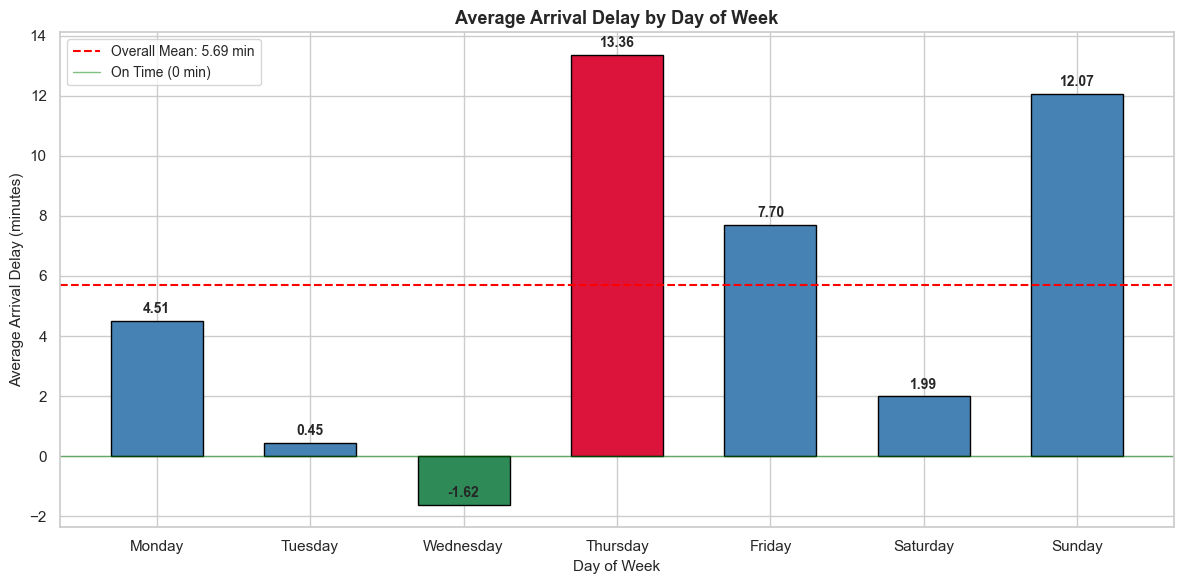 Average Arrival Delay by Day of Week
Overall Mean: 5.69 min
On Time (0 min)
Average Arrival Delay (minutes)
14
12
10
8
6
4
2
0
−2
4.51
0.45
-1.62
13.36
7.70
1.99
12.07
Monday Tuesday Wednesday Thursday Friday Saturday Sunday
Day of Week